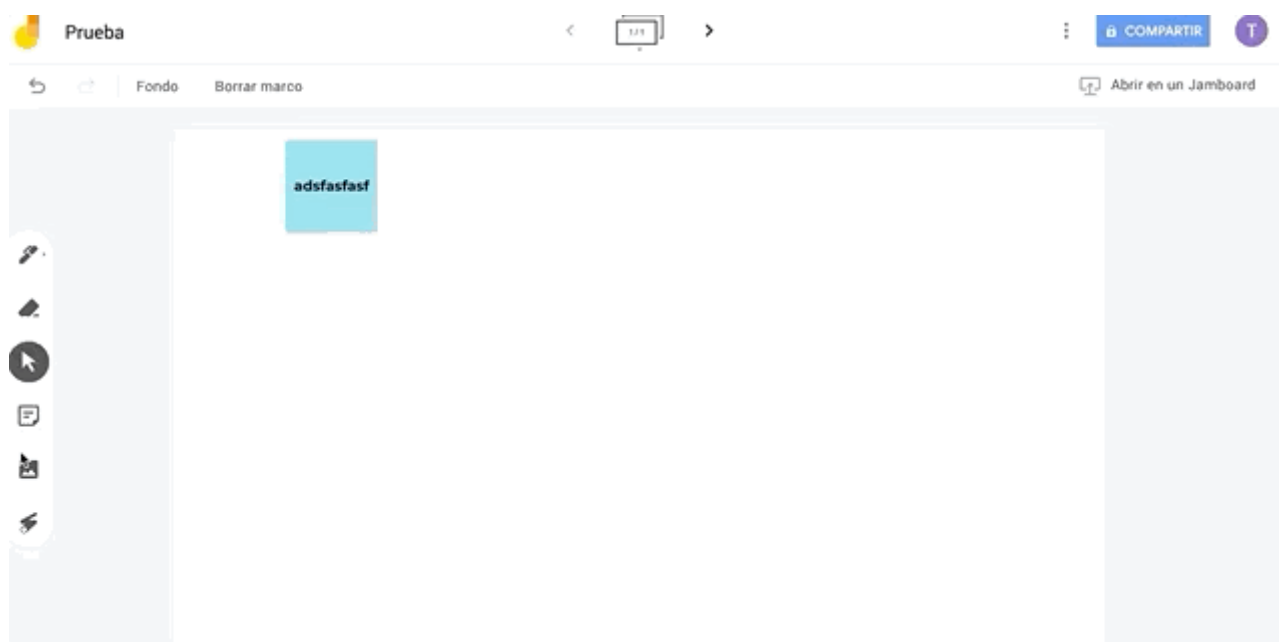 Prueba
1/1
COMPARTIR
T
Fondo
Borrar marco
Abrir en un Jamboard
adsfasfasf